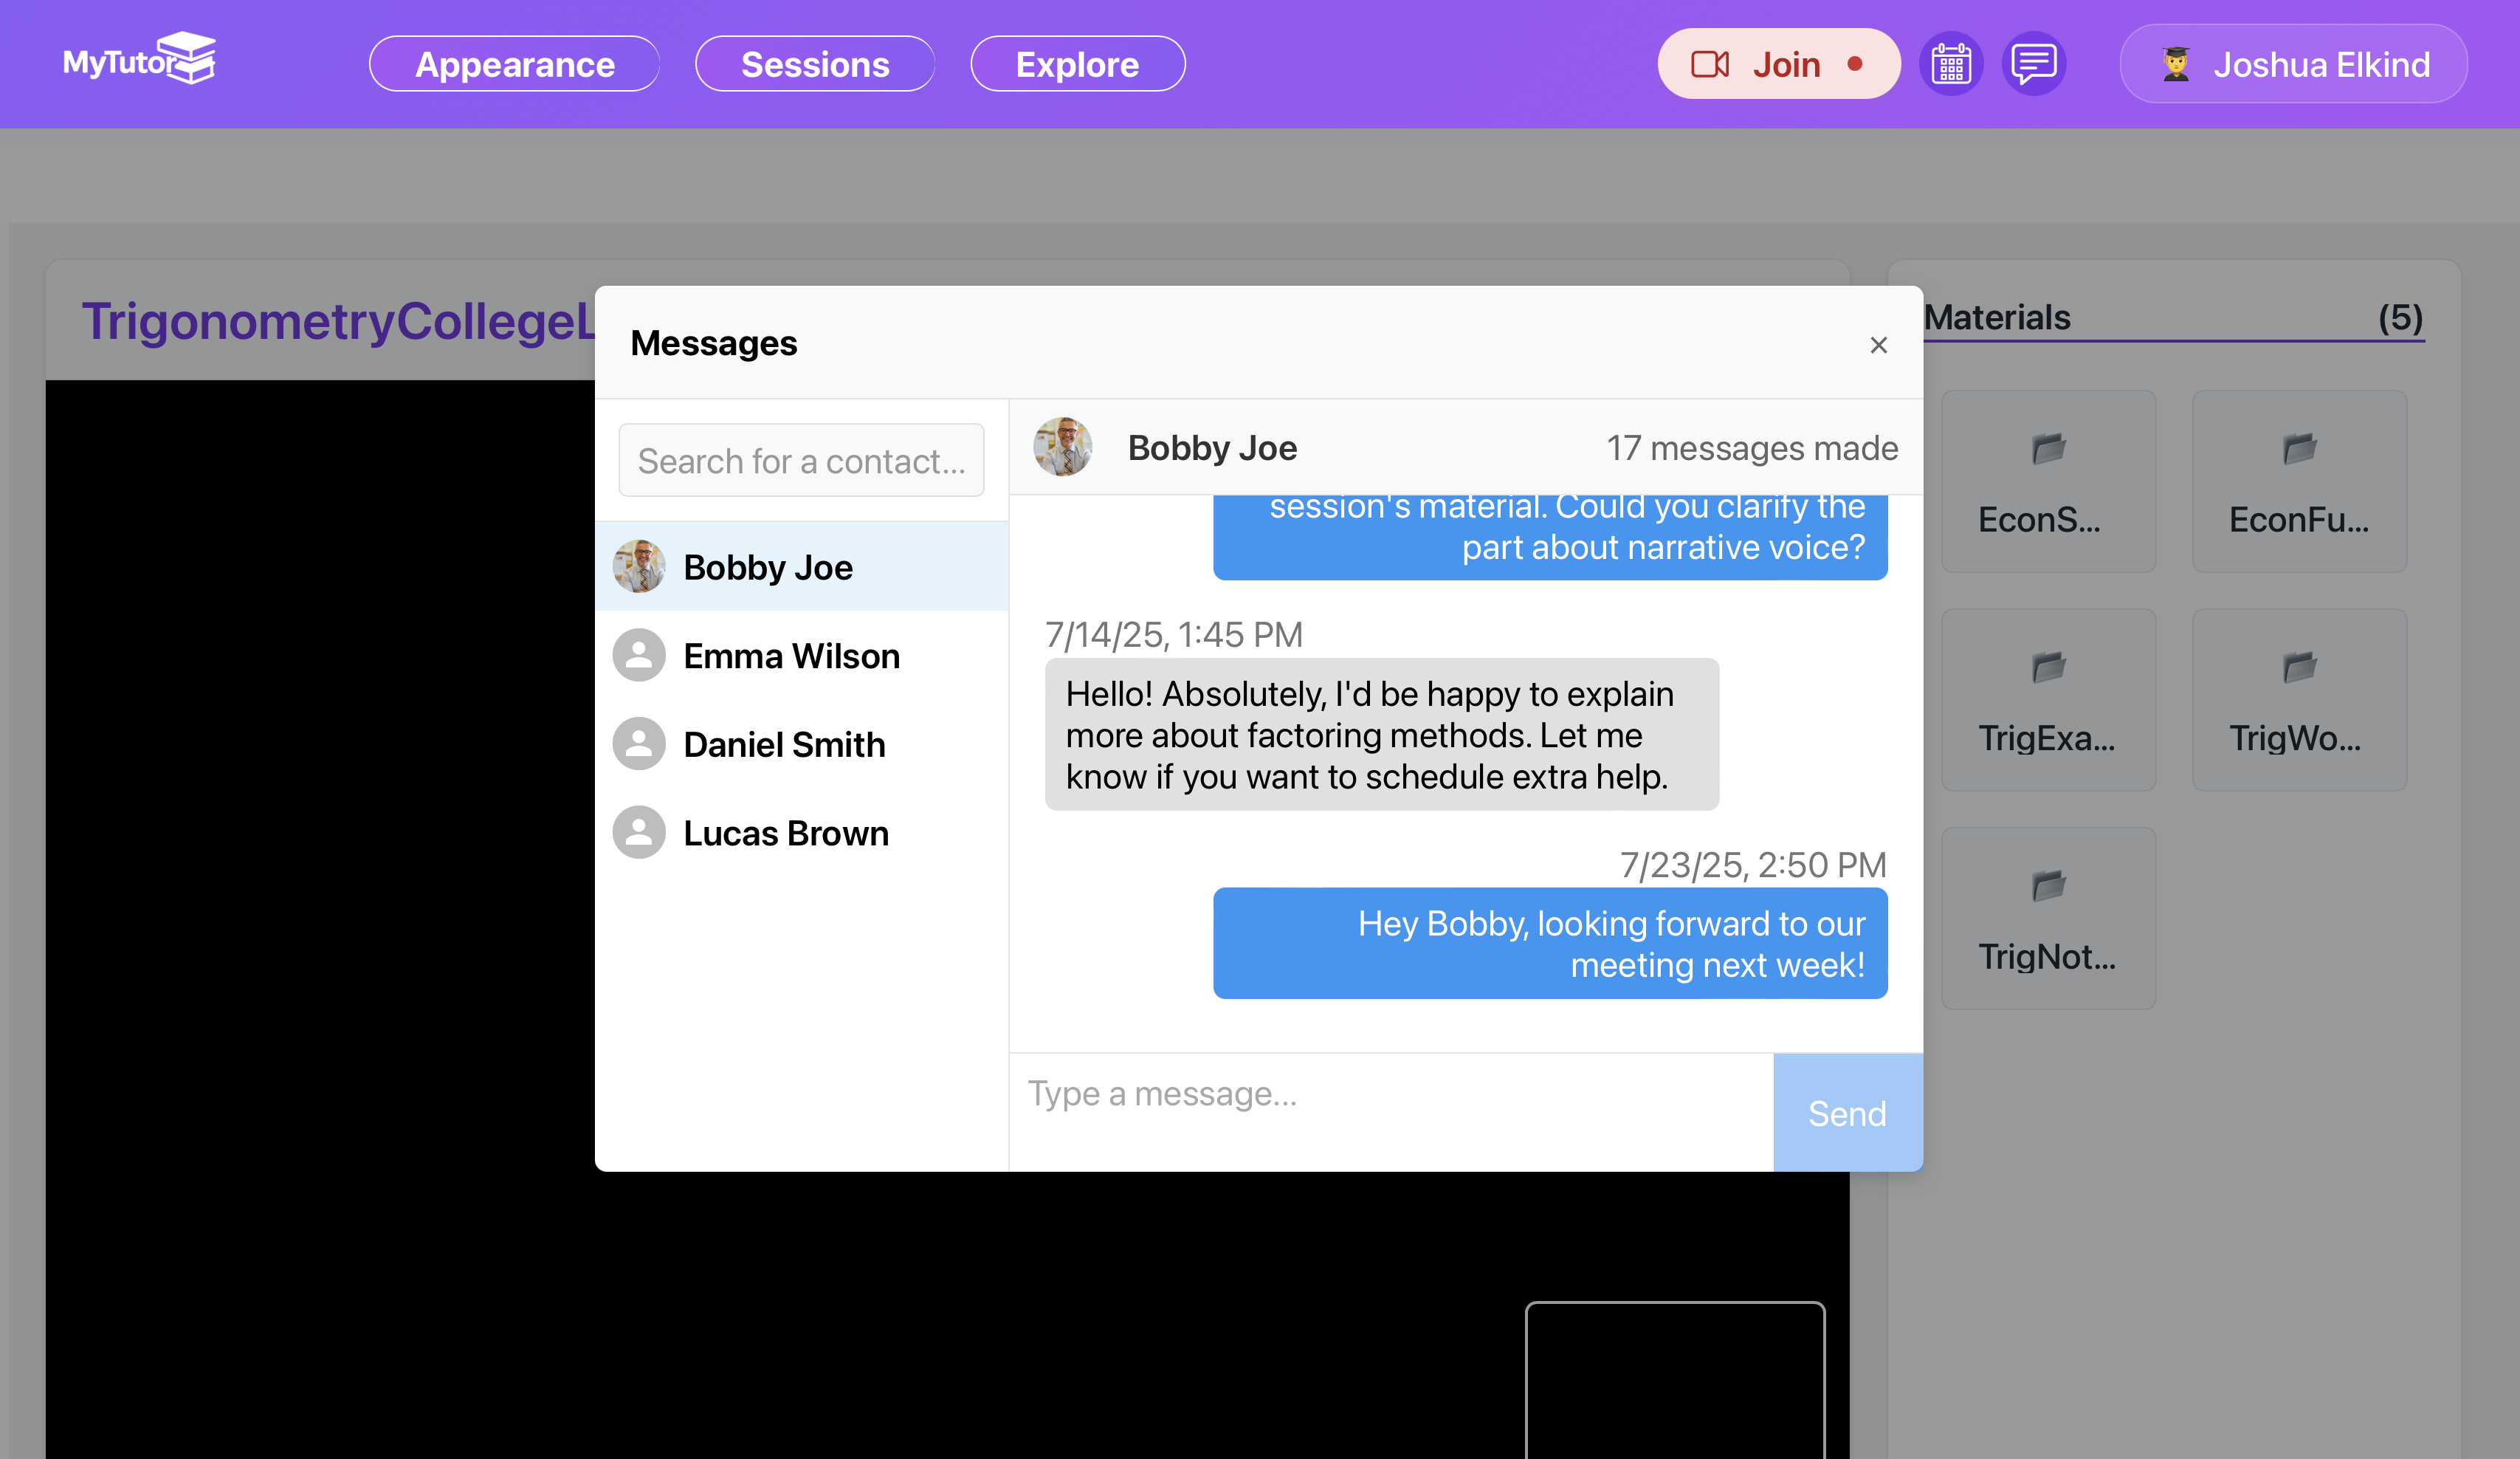 MyTutor
Appearance
Sessions
Explore
Join
Joshua Elkind
TrigonometryCollegeL
Messages
×
Search for a contact...
Bobby Joe
Emma Wilson
Daniel Smith
Lucas Brown
Bobby Joe
17 messages made
session's material. Could you clarify the
part about narrative voice?
7/14/25, 1:45 PM
Hello! Absolutely, I'd be happy to explain
more about factoring methods. Let me
know if you want to schedule extra help.
7/23/25, 2:50 PM
Hey Bobby, looking forward to our
meeting next week!
Type a message...
Send
Materials
(5)
EconS...
EconFu...
TrigExa...
TrigWo...
TrigNot...